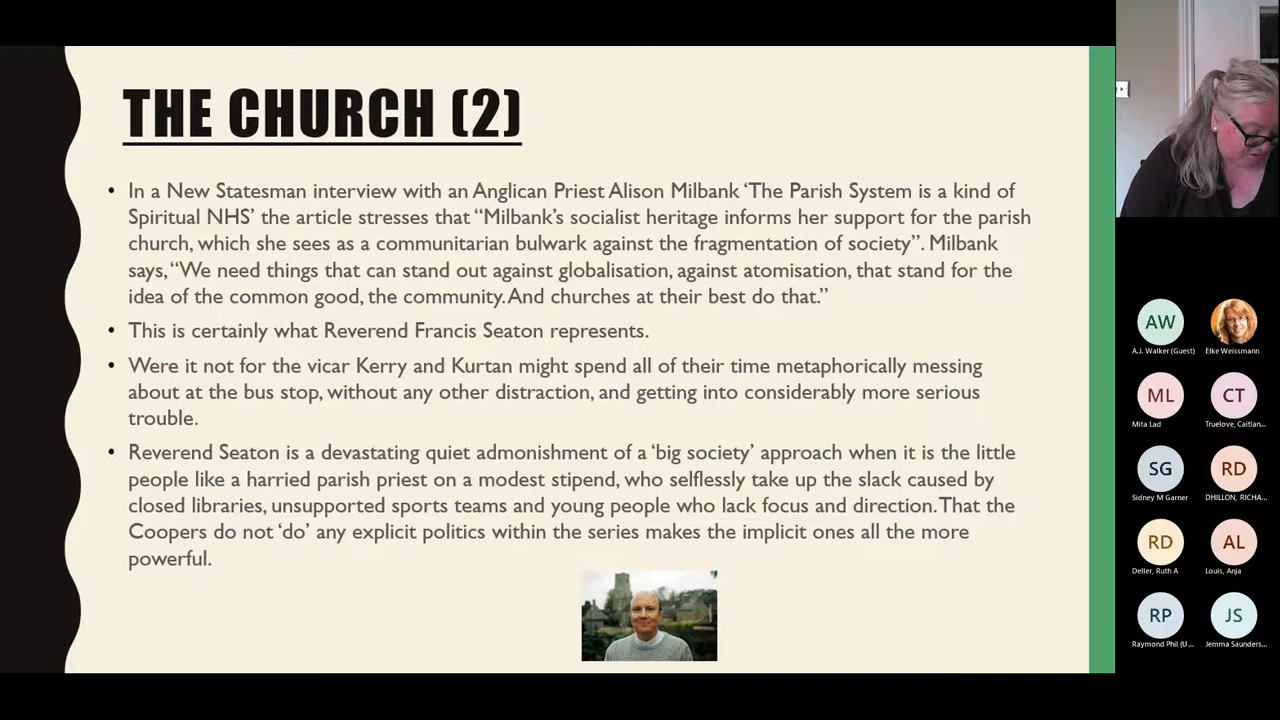 THE CHURCH (2)
• In a New Statesman interview with an Anglican Priest Alison Milbank ‘The Parish System is a kind of
Spiritual NHS’ the article stresses that “Milbank’s socialist heritage informs her support for the parish
church, which she sees as a communitarian bulwark against the fragmentation of society”. Milbank
says, “We need things that can stand out against globalisation, against atomisation, that stand for the
idea of the common good, the community. And churches at their best do that.”
• This is certainly what Reverend Francis Seaton represents.
• Were it not for the vicar Kerry and Kurtan might spend all of their time metaphorically messing
about at the bus stop, without any other distraction, and getting into considerably more serious
trouble.
• Reverend Seaton is a devastating quiet admonishment of a ‘big society’ approach when it is the little
people like a harried parish priest on a modest stipend, who selflessly take up the slack caused by
closed libraries, unsupported sports teams and young people who lack focus and direction. That the
Coopers do not ‘do’ any explicit politics within the series makes the implicit ones all the more
powerful.
AW
A.J. Walker (Guest)
Elke Weissmann
ML
Mita Lad
CT
Truelove, Caitlan...
SG
Sidney M Garner
RD
DHILLON, RICHA...
RD
Deller, Ruth A
AL
Louis, Anja
RP
Raymond Phil (U...
JS
Jemma Saunders...